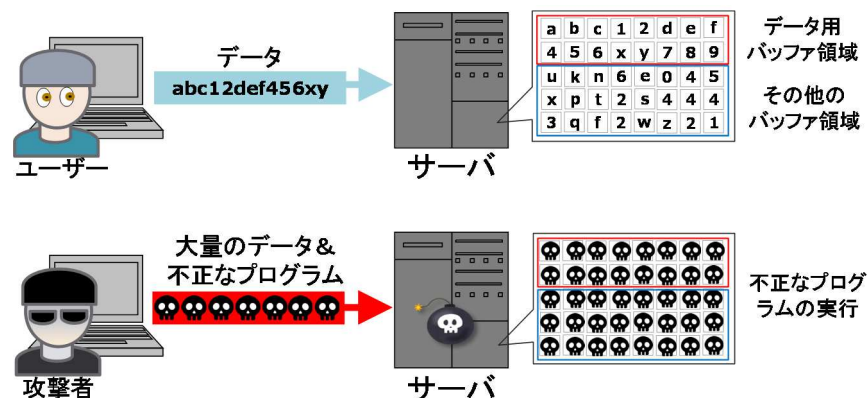 データ
abc12def456xy
ユーザー
サーバ
a b c 1 2 d e f
4 5 6 x y 7 8 9
u k n 6 e 0 4 5
x p t 2 s 4 4 4
3 q f 2 w z 2 1
データ用
バッファ領域
その他の
バッファ領域
大量のデータ&
不正なプログラム
攻撃者
サーバ
不正なプログ
ラムの実行